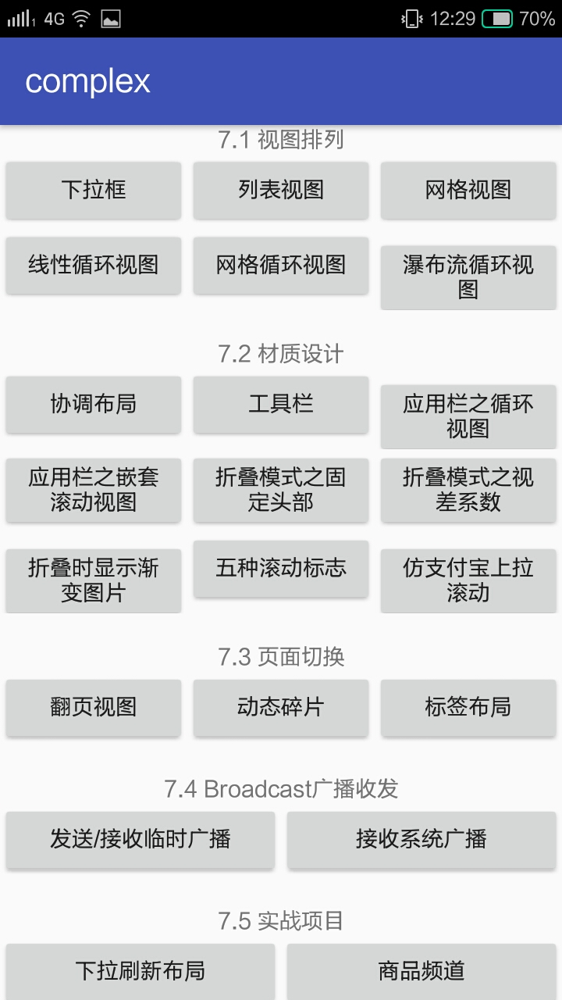 1 4G 12:29 70%
complex
7.1 视图排列
下拉框 列表视图 网格视图
线性循环视图 网格循环视图 瀑布流循环视
图
7.2 材质设计
协调布局 工具栏 应用栏之循环
视图
应用栏之嵌套
滚动视图
折叠模式之固
定头部
折叠模式之视
差系数
折叠时显示渐
变图片
五种滚动标志
仿支付宝上拉
滚动
7.3 页面切换
翻页视图 动态碎片 标签布局
7.4 Broadcast广播收发
发送/接收临时广播 接收系统广播
7.5 实战项目
下拉刷新布局 商品频道